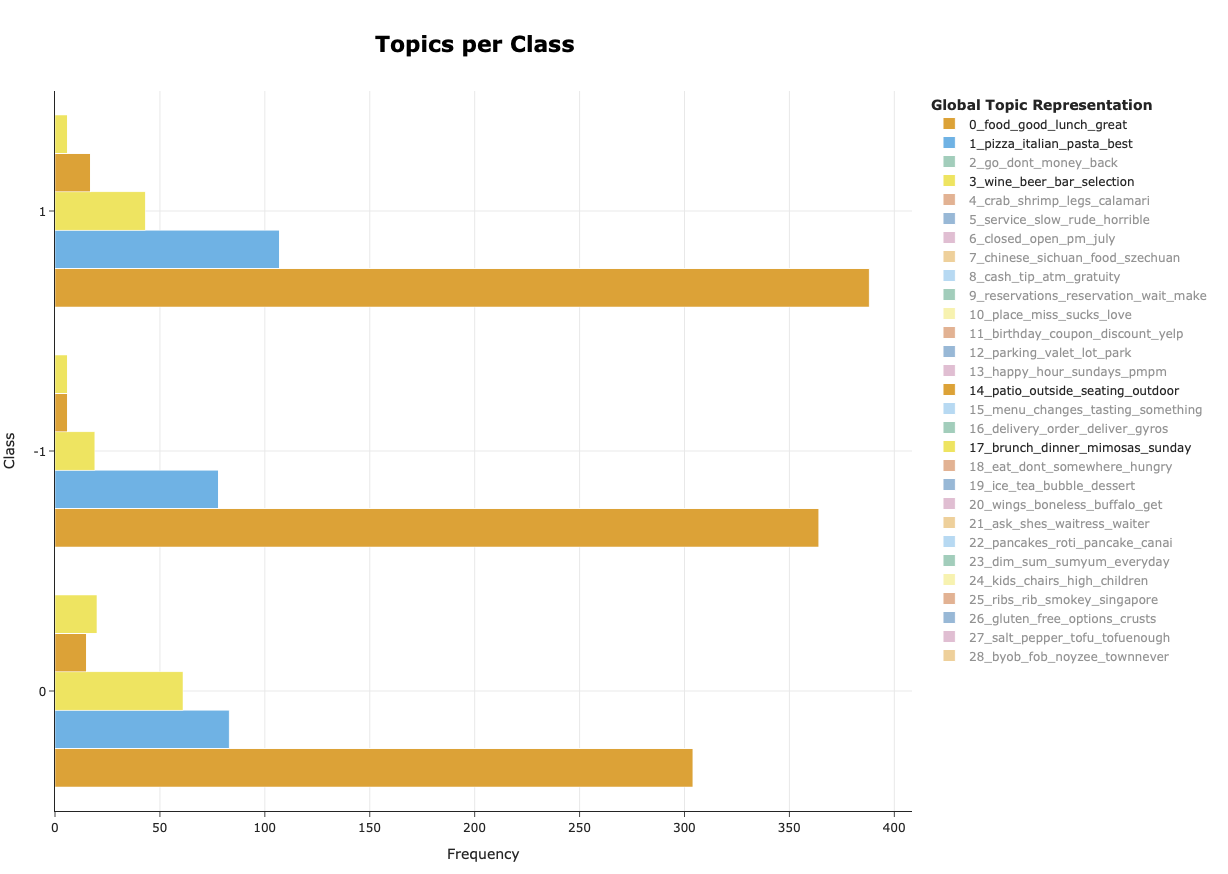 Topics per Class
Global Topic Representation
0_food_good_lunch_great
1_pizza_italian_pasta_best
2_go_dont_money_back
3_wine_beer_bar_selection
4_crab_shrimp_legs_calamari
5_service_slow_rude_horrible
6_closed_open_pm_july
7_chinese_sichuan_food_szechuan
8_cash_tip_atm_gratuity
9_reservations_reservation_wait_make
10_place_miss_sucks_love
11_birthday_coupon_discount_yelp
12_parking_valet_lot_park
13_happy_hour_sundays_pmpm
14_patio_outside_seating_outdoor
15_menu_changes_tasting_something
16_delivery_order_deliver_gyros
17_brunch_dinner_mimosas_sunday
18_eat_dont_somewhere_hungry
19_ice_tea_bubble_dessert
20_wings_boneless_buffalo_get
21_ask_shes_waitress_waiter
22_pancakes_roti_pancake_canai
23_dim_sum_sumyum_everyday
24_kids_chairs_high_children
25_ribs_rib_smokey_singapore
26_gluten_free_options_crusts
27_salt_pepper_tofu_tofuenough
28_byob_fob_noyzee_townnever
Class
1
-1
0
0 50 100 150 200 250 300 350 400
Frequency